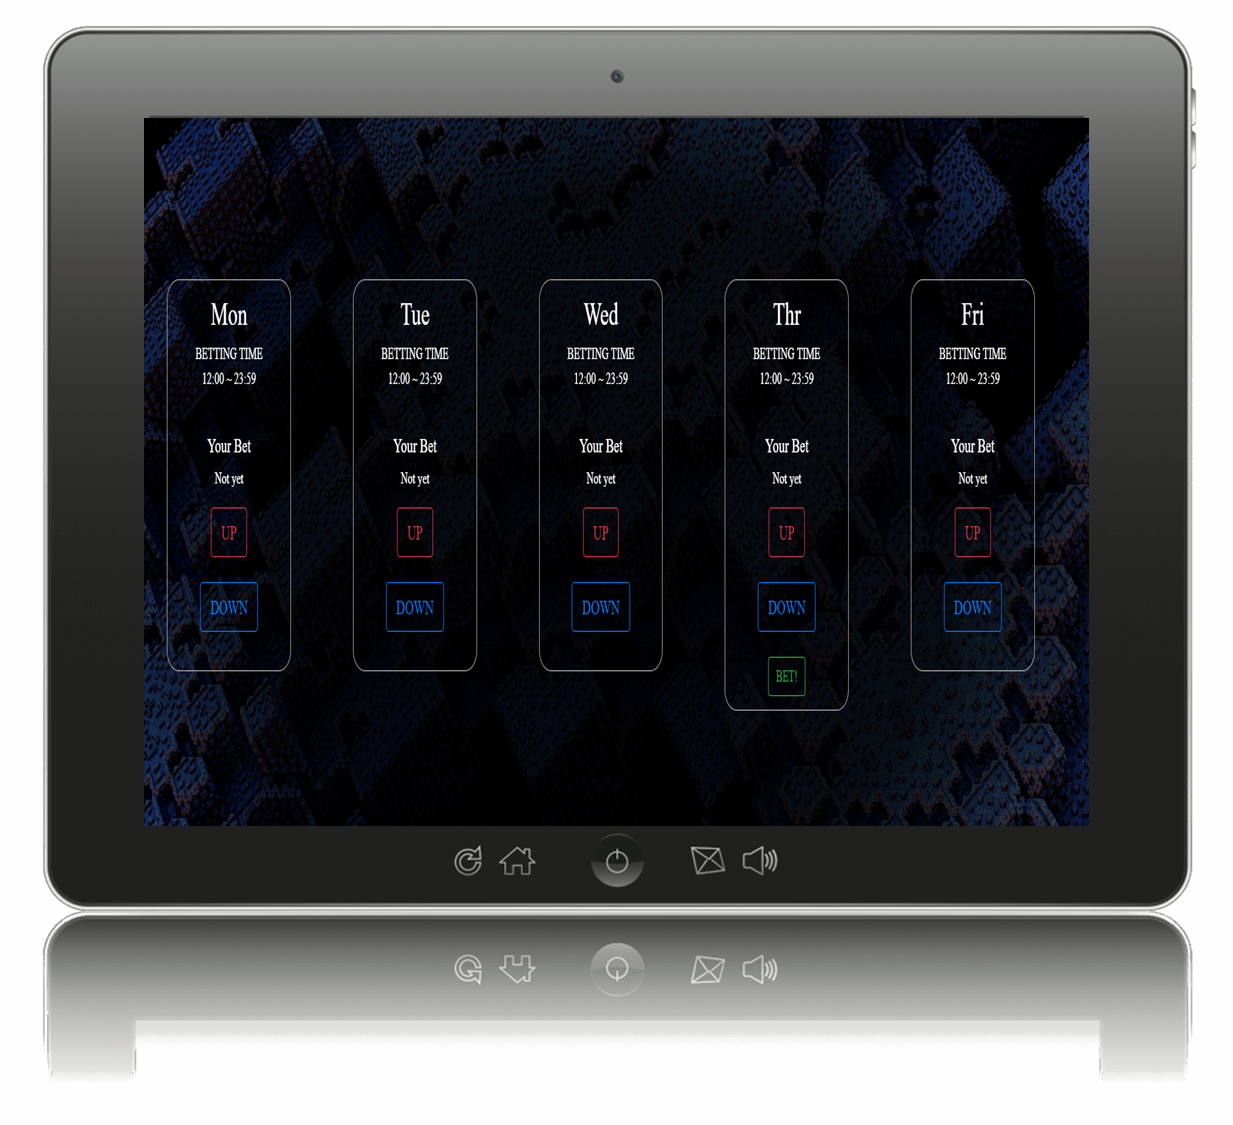 Mon
BETTING TIME
12:00 ~ 23:59
Your Bet
Not yet
UP
DOWN
Tue
BETTING TIME
12:00 ~ 23:59
Your Bet
Not yet
UP
DOWN
Wed
BETTING TIME
12:00 ~ 23:59
Your Bet
Not yet
UP
DOWN
Thr
BETTING TIME
12:00 ~ 23:59
Your Bet
Not yet
UP
DOWN
BET!
Fri
BETTING TIME
12:00 ~ 23:59
Your Bet
Not yet
UP
DOWN